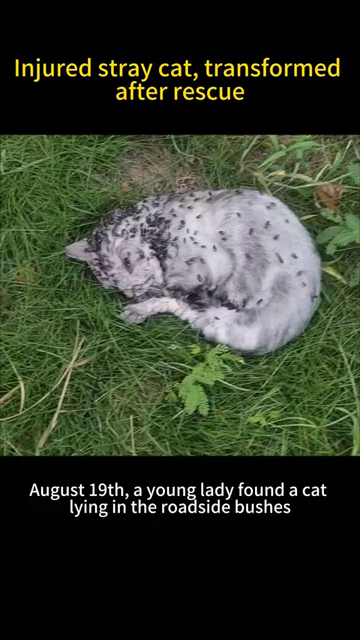 Injured stray cat, transformed
after rescue
August 19th, a young lady found a cat
lying in the roadside bushes